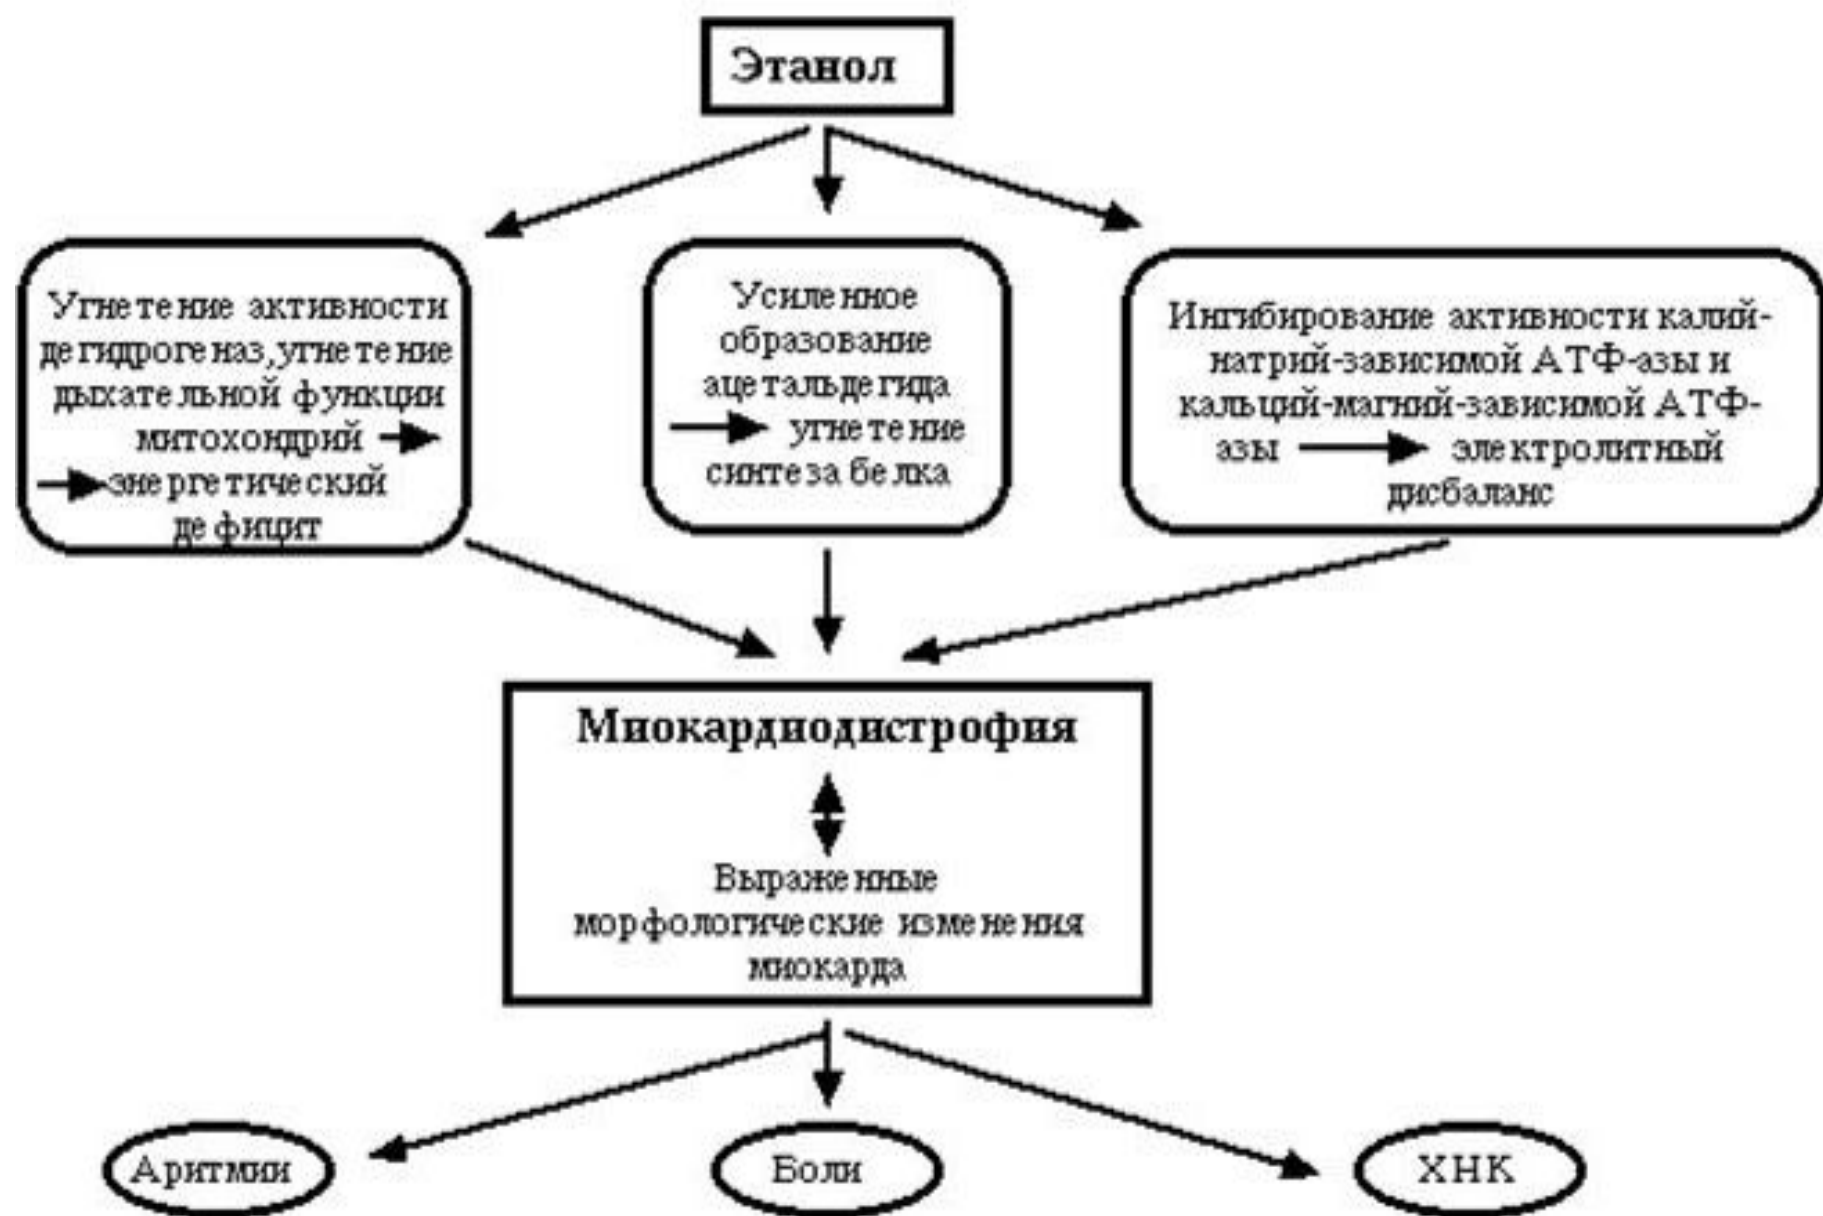 Этанол
Угнетение активности
дегидрогеназ,угнетение
дыхательной функции
митохондрий
энергетический
дефицит
Усиленное
образование
ацетальдегида
угнетение
синтеза белка
Ингибирование активности калий-
натрий-зависимой АТФ-азы и
кальций-магний-зависимой АТФ-
азы электролитный
дисбаланс
Миокардиодистрофия
Выраженные
морфологические изменения
миокарда
Аритмии
Боли
ХНК